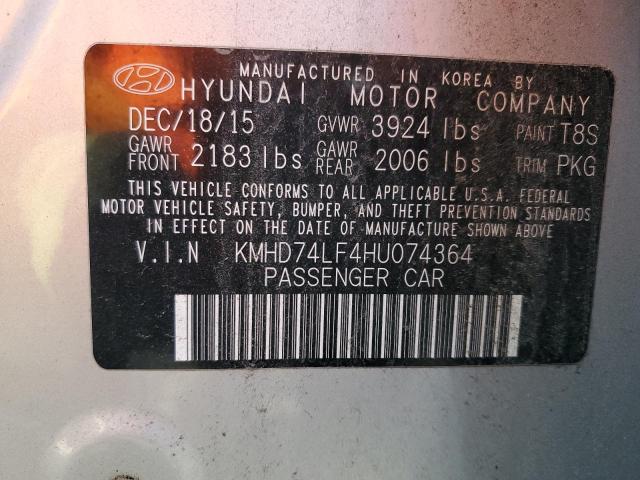 MANUFACTURED IN KOREA BY
HYUNDAI MOTOR COMPANY
DEC/18/15 GVWR 3924 lbs PAINT T8S
GAWR FRONT 2183 lbs GAWR REAR 2006 lbs TRIM PKG
THIS VEHICLE CONFORMS TO ALL APPLICABLE U.S.A. FEDERAL
MOTOR VEHICLE SAFETY, BUMPER, AND THEFT PREVENTION STANDARDS
IN EFFECT ON THE DATE OF MANUFACTURE SHOWN ABOVE
V.I.N KMHD74LF4HU074364
PASSENGER CAR